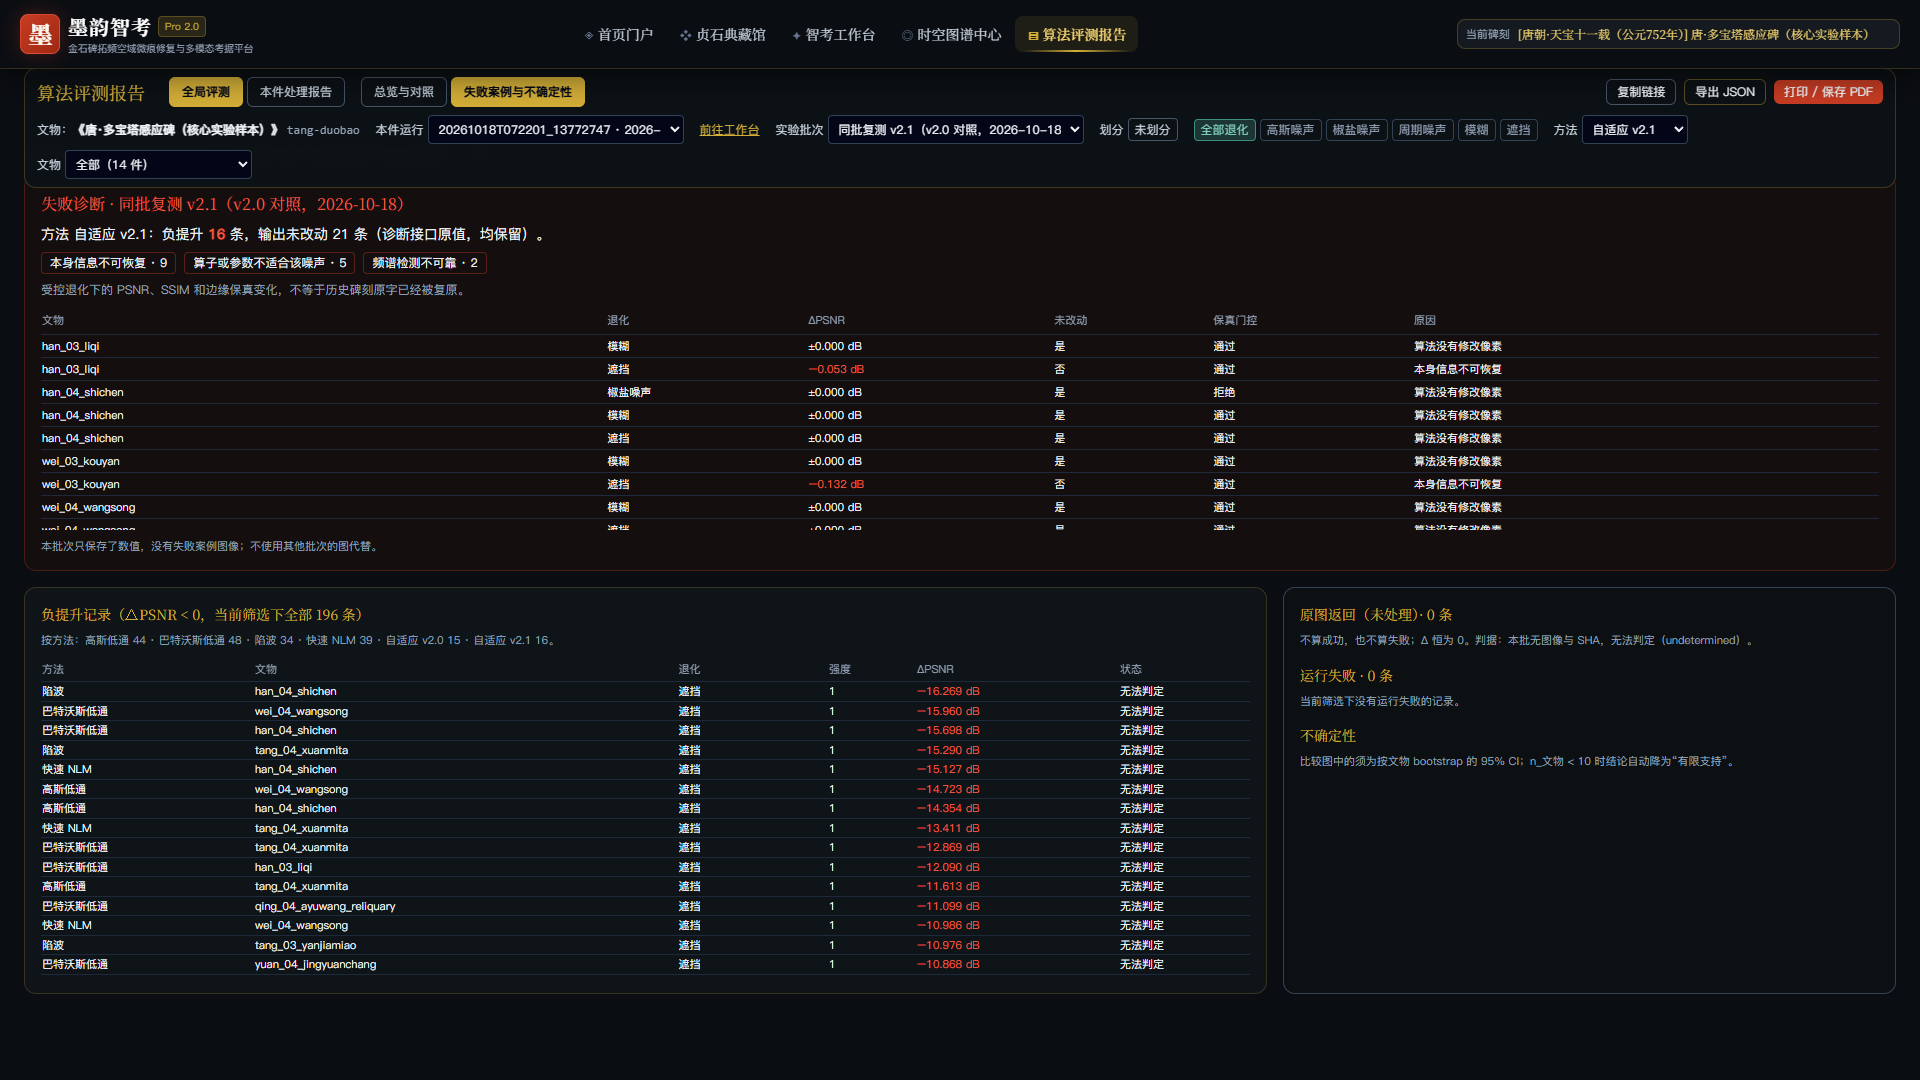 墨 墨韵智考 Pro 2.0
金石碑拓频空域微痕修复与多模态考据平台
首页门户 贞石典藏馆 智考工作台 时空图谱中心 算法评测报告
当前碑刻 [唐朝·天宝十一载（公元752年）] 唐·多宝塔感应碑（核心实验样本）
算法评测报告 全局评测 本件处理报告 总览与对照 失败案例与不确定性 复制链接 导出 JSON 打印 / 保存 PDF
文物：《唐·多宝塔感应碑（核心实验样本）》 tang-duobao 本件运行 20261018T072201_13772747 · 2026- 前往工作台 实验批次 同批复测 v2.1（v2.0 对照，2026-10-18 划分 未划分 全部退化 高斯噪声 椒盐噪声 周期噪声 模糊 遮挡 方法 自适应 v2.1
文物 全部（14 件）
失败诊断 · 同批复测 v2.1（v2.0 对照，2026-10-18）
方法 自适应 v2.1：负提升 16 条，输出未改动 21 条（诊断接口原值，均保留）。
本身信息不可恢复 · 9 算子或参数不适合该噪声 · 5 频谱检测不可靠 · 2
受控退化下的 PSNR、SSIM 和边缘保真变化，不等于历史碑刻原字已经被复原。
文物 退化 ΔPSNR 未改动 保真门控 原因
han_03_liqi 模糊 ±0.000 dB 是 通过 算法没有修改像素
han_03_liqi 遮挡 −0.053 dB 否 通过 本身信息不可恢复
han_04_shichen 椒盐噪声 ±0.000 dB 是 拒绝 算法没有修改像素
han_04_shichen 模糊 ±0.000 dB 是 通过 算法没有修改像素
han_04_shichen 遮挡 ±0.000 dB 是 通过 算法没有修改像素
wei_03_kouyan 模糊 ±0.000 dB 是 通过 算法没有修改像素
wei_03_kouyan 遮挡 −0.132 dB 否 通过 本身信息不可恢复
wei_04_wangsong 模糊 ±0.000 dB 是 通过 算法没有修改像素
wei_04_wangsong 遮挡 ±0.000 dB 是 通过 算法没有修改像素
本批次只保存了数值，没有失败案例图像；不使用其他批次的图代替。
负提升记录（△PSNR < 0，当前筛选下全部 196 条）
按方法：高斯低通 44 · 巴特沃斯低通 48 · 陷波 34 · 快速 NLM 39 · 自适应 v2.0 15 · 自适应 v2.1 16。
方法 文物 退化 强度 ΔPSNR 状态
陷波 han_04_shichen 遮挡 1 −16.269 dB 无法判定
巴特沃斯低通 wei_04_wangsong 遮挡 1 −15.960 dB 无法判定
巴特沃斯低通 han_04_shichen 遮挡 1 −15.698 dB 无法判定
陷波 tang_04_xuanmita 遮挡 1 −15.290 dB 无法判定
快速 NLM han_04_shichen 遮挡 1 −15.127 dB 无法判定
高斯低通 wei_04_wangsong 遮挡 1 −14.723 dB 无法判定
高斯低通 han_04_shichen 遮挡 1 −14.354 dB 无法判定
快速 NLM tang_04_xuanmita 遮挡 1 −13.411 dB 无法判定
巴特沃斯低通 tang_04_xuanmita 遮挡 1 −12.869 dB 无法判定
巴特沃斯低通 han_03_liqi 遮挡 1 −12.090 dB 无法判定
高斯低通 tang_04_xuanmita 遮挡 1 −11.613 dB 无法判定
巴特沃斯低通 qing_04_ayuwang_reliquary 遮挡 1 −11.099 dB 无法判定
快速 NLM wei_04_wangsong 遮挡 1 −10.986 dB 无法判定
陷波 tang_03_yanjiamiao 遮挡 1 −10.976 dB 无法判定
巴特沃斯低通 yuan_04_jingyuanchang 遮挡 1 −10.868 dB 无法判定
原图返回（未处理）· 0 条
不算成功，也不算失败；Δ 恒为 0。判据：本批无图像与 SHA，无法判定（undetermined）。
运行失败 · 0 条
当前筛选下没有运行失败的记录。
不确定性
比较图中的须为按文物 bootstrap 的 95% CI；n_文物 < 10 时结论自动降为“有限支持”。